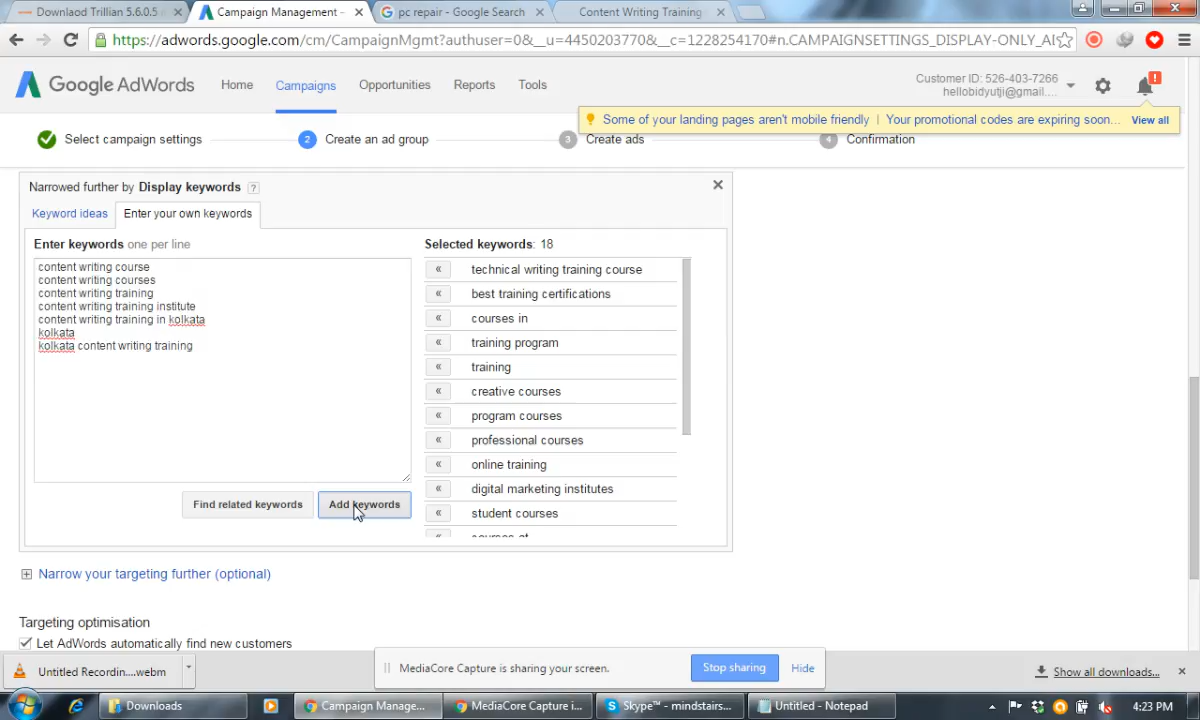 Downlaod Trillian 5.6.0.5
Campaign Management -
pc repair - Google Search
Content Writing Training
https://adwords.google.com/cm/CampaignMgmt?authuser=0&__u=4450203770&__c=1228254170#n.CAMPAIGNSETTINGS_DISPLAY-ONLY_AI
Google AdWords
Home
Campaigns
Opportunities
Reports
Tools
Customer ID: 526-403-7266
hellobidyutji@gmail....
Some of your landing pages aren't mobile friendly | Your promotional codes are expiring soon... View all
Select campaign settings
2 Create an ad group
3 Create ads
4 Confirmation
Narrowed further by Display keywords ?
Keyword ideas
Enter your own keywords
Enter keywords one per line
content writing course
content writing courses
content writing training
content writing training institute
content writing training in kolkata
kolkata
kolkata content writing training
Find related keywords
Add keywords
Selected keywords: 18
« technical writing training course
« best training certifications
« courses in
« training program
« training
« creative courses
« program courses
« professional courses
« online training
« digital marketing institutes
« student courses
« courses at
Narrow your targeting further (optional)
Targeting optimisation
Let AdWords automatically find new customers
Untitled Recordin....webm
MediaCore Capture is sharing your screen.
Stop sharing
Hide
Show all downloads...
Downloads
Campaign Manage...
MediaCore Capture i...
Skype™ - mindstairs...
Untitled - Notepad
4:23 PM